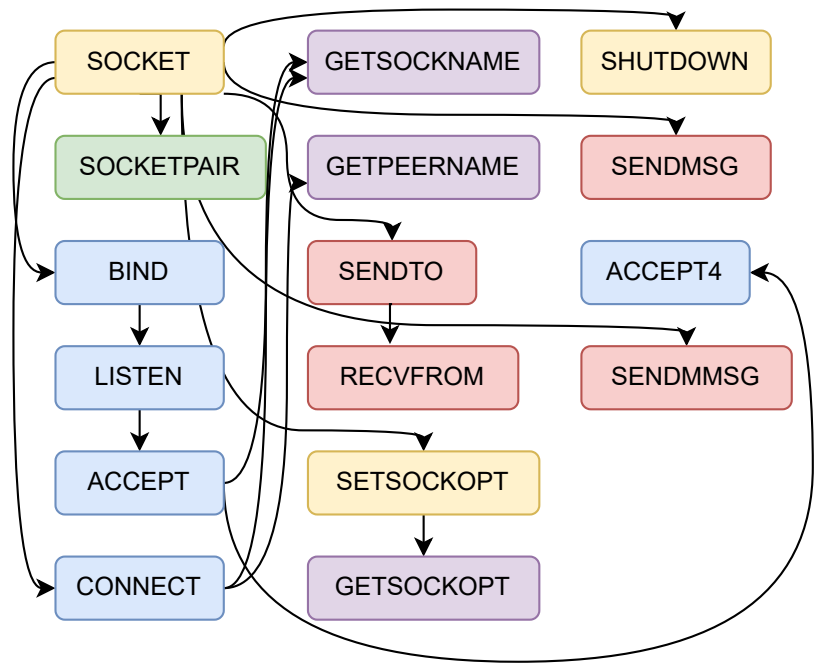 SOCKET
GETSOCKNAME
SHUTDOWN
SOCKETPAIR
GETPEERNAME
SENDMSG
BIND
SENDTO
ACCEPT4
LISTEN
RECVFROM
SENDMMSG
ACCEPT
SETSOCKOPT
CONNECT
GETSOCKOPT